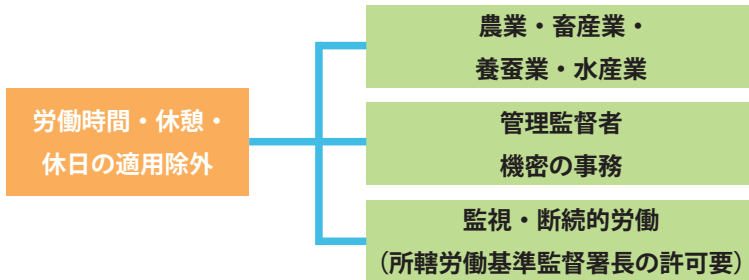 労働時間・休憩・
休日の適用除外
農業・畜産業・
養蚕業・水産業
管理監督者
機密の事務
監視・断続的労働
（所轄労働基準監督署長の許可要）